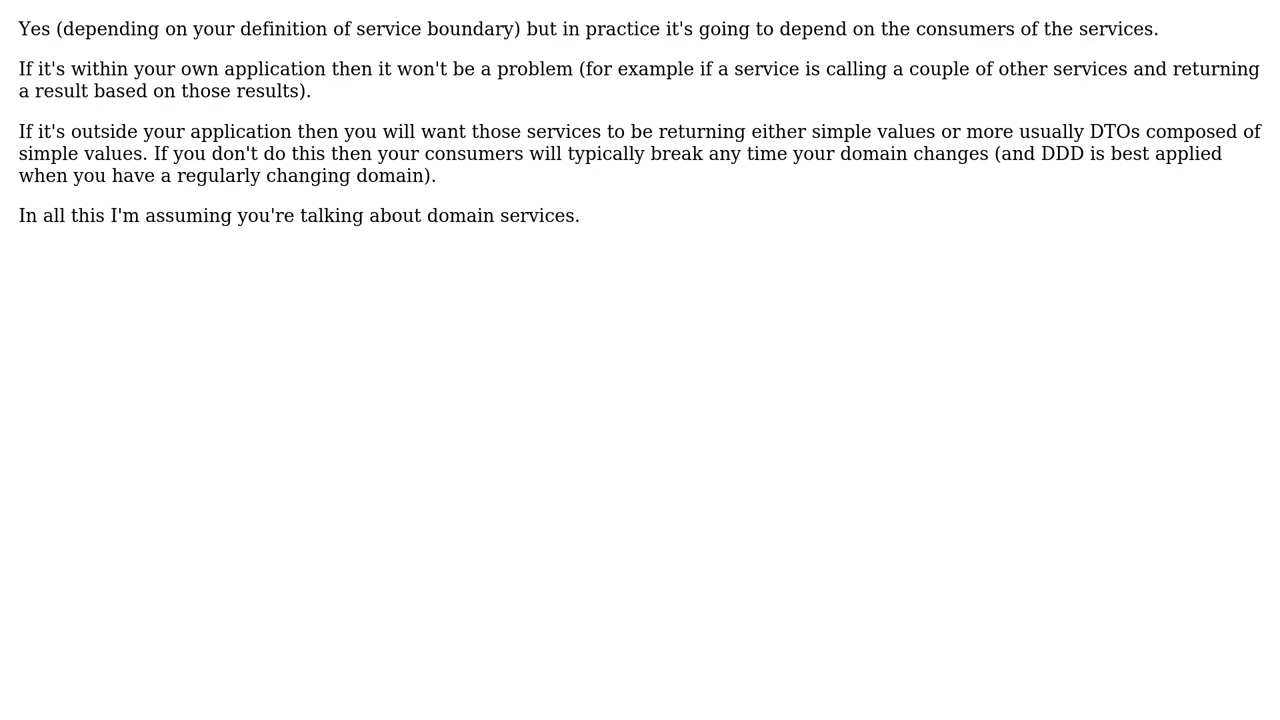 Yes (depending on your definition of service boundary) but in practice it's going to depend on the consumers of the services.
If it's within your own application then it won't be a problem (for example if a service is calling a couple of other services and returning
a result based on those results).
If it's outside your application then you will want those services to be returning either simple values or more usually DTOs composed of
simple values. If you don't do this then your consumers will typically break any time your domain changes (and DDD is best applied
when you have a regularly changing domain).
In all this I'm assuming you're talking about domain services.